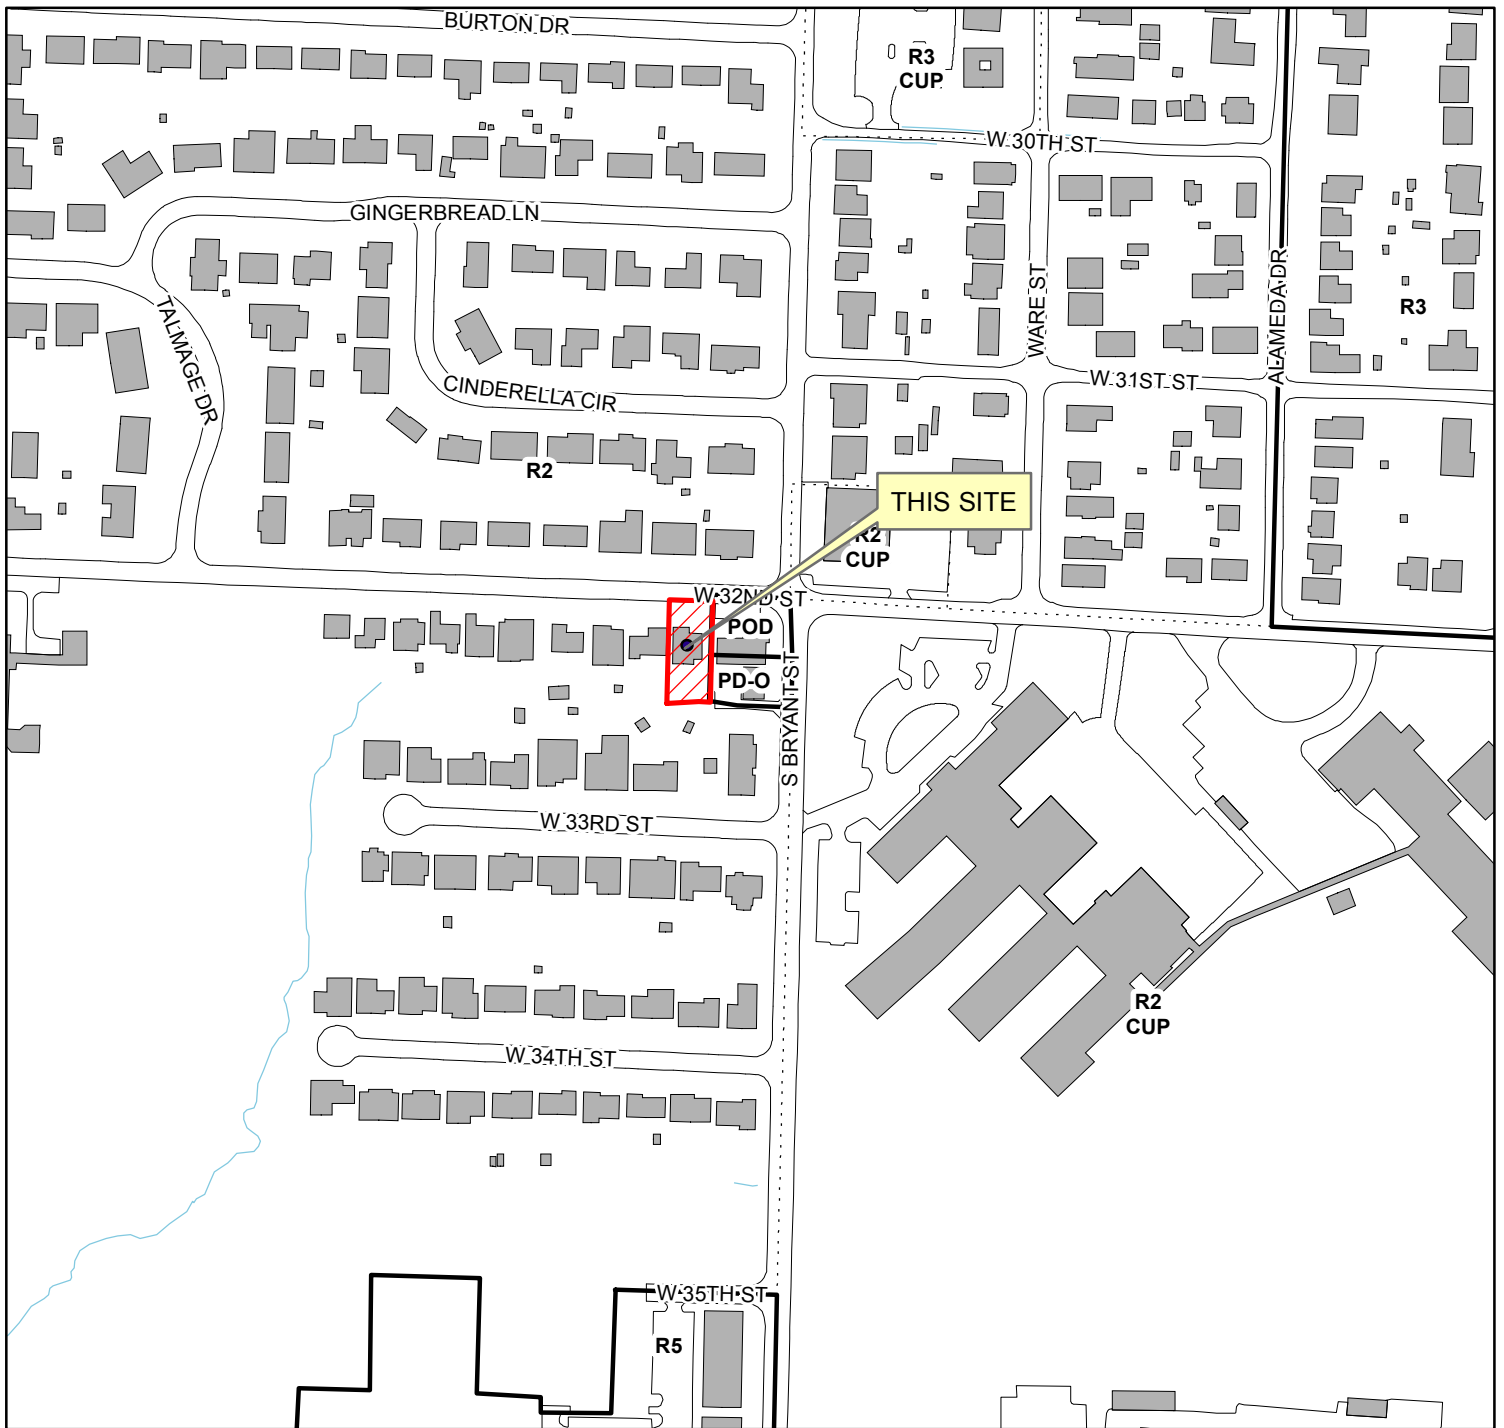 BURTON DR
R3
CUP
W 30TH ST
GINGERBREAD LN
WARE ST
ALAMEDA DR
R3
TALMAGE DR
W 31ST ST
CINDERELLA CIR
R2
THIS SITE
R2
CUP
W 32ND ST
POD
PD-O
S BRYANT ST
W 33RD ST
R2
CUP
W 34TH ST
W 35TH ST
R5